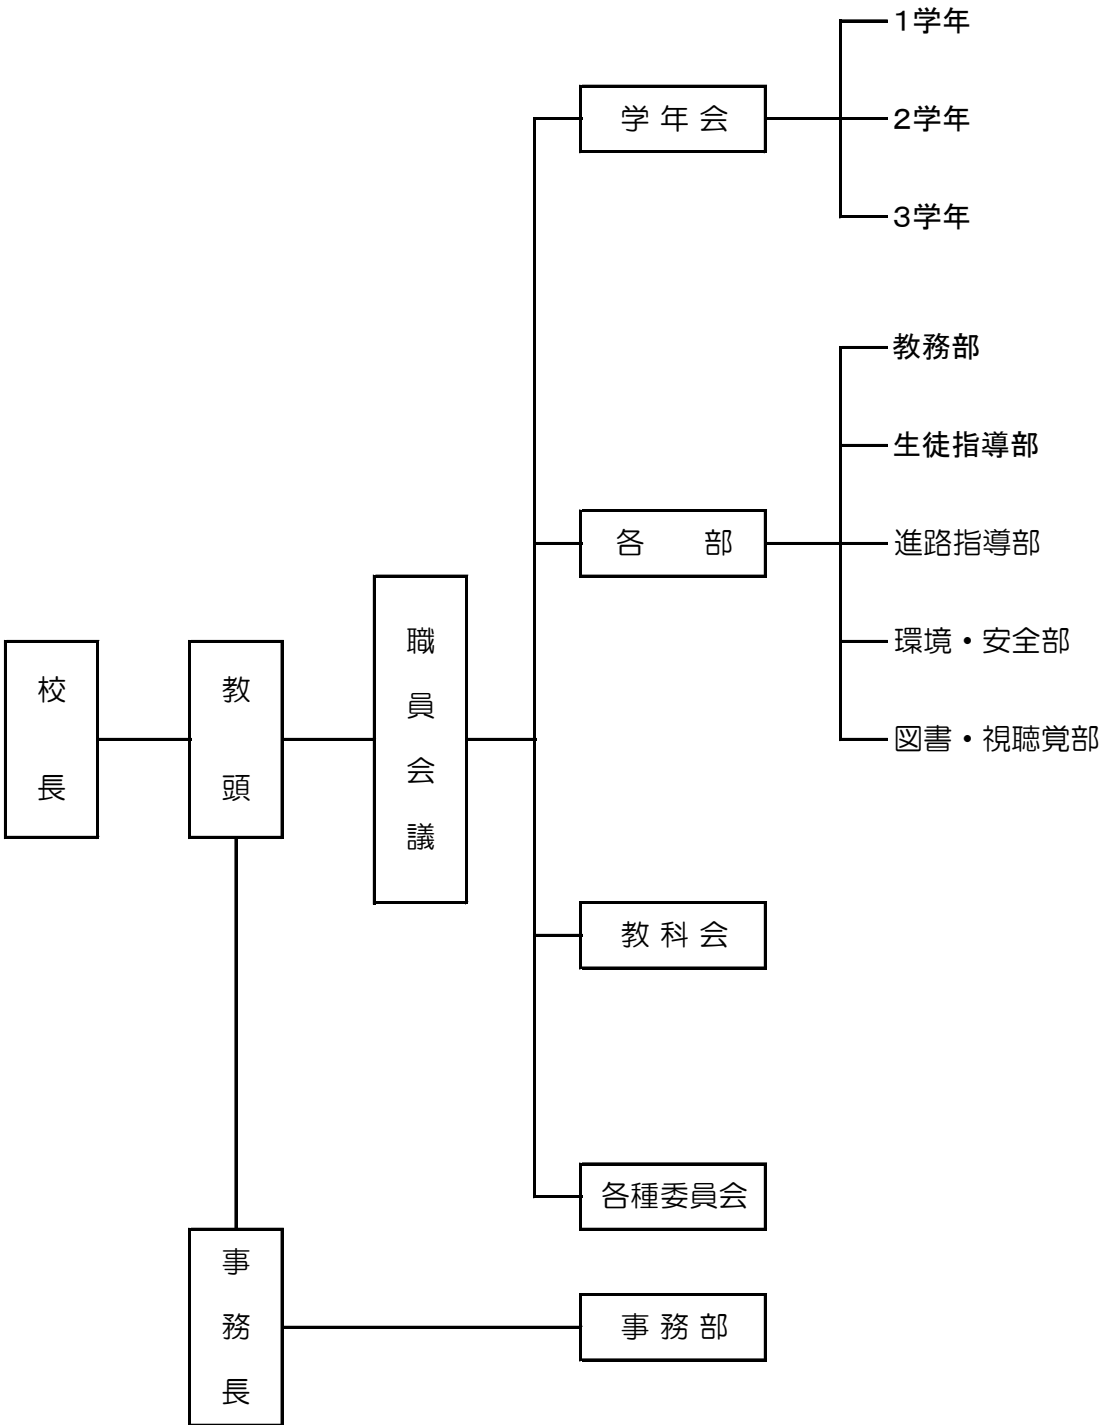 1学年
学年会
2学年
3学年
教務部
生徒指導部
各 部
進路指導部
環境・安全部
図書・視聴覚部
校長
教頭
職員会議
教科会
各種委員会
事務長
事務部